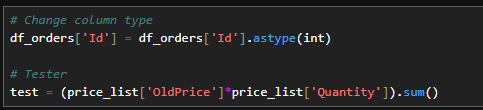 # Change column type
df_orders['Id'] = df_orders['Id'].astype(int)
# Tester
test = (price_list['OldPrice']*price_list['Quantity']).sum()